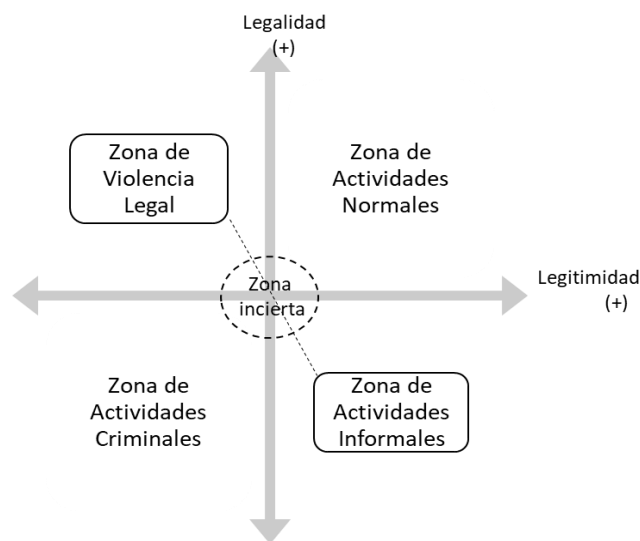 Legalidad
(+)
Zona de
Violencia
Legal
Zona de
Actividades
Normales
Zona
incierta
Legitimidad
(+)
Zona de
Actividades
Criminales
Zona de
Actividades
Informales